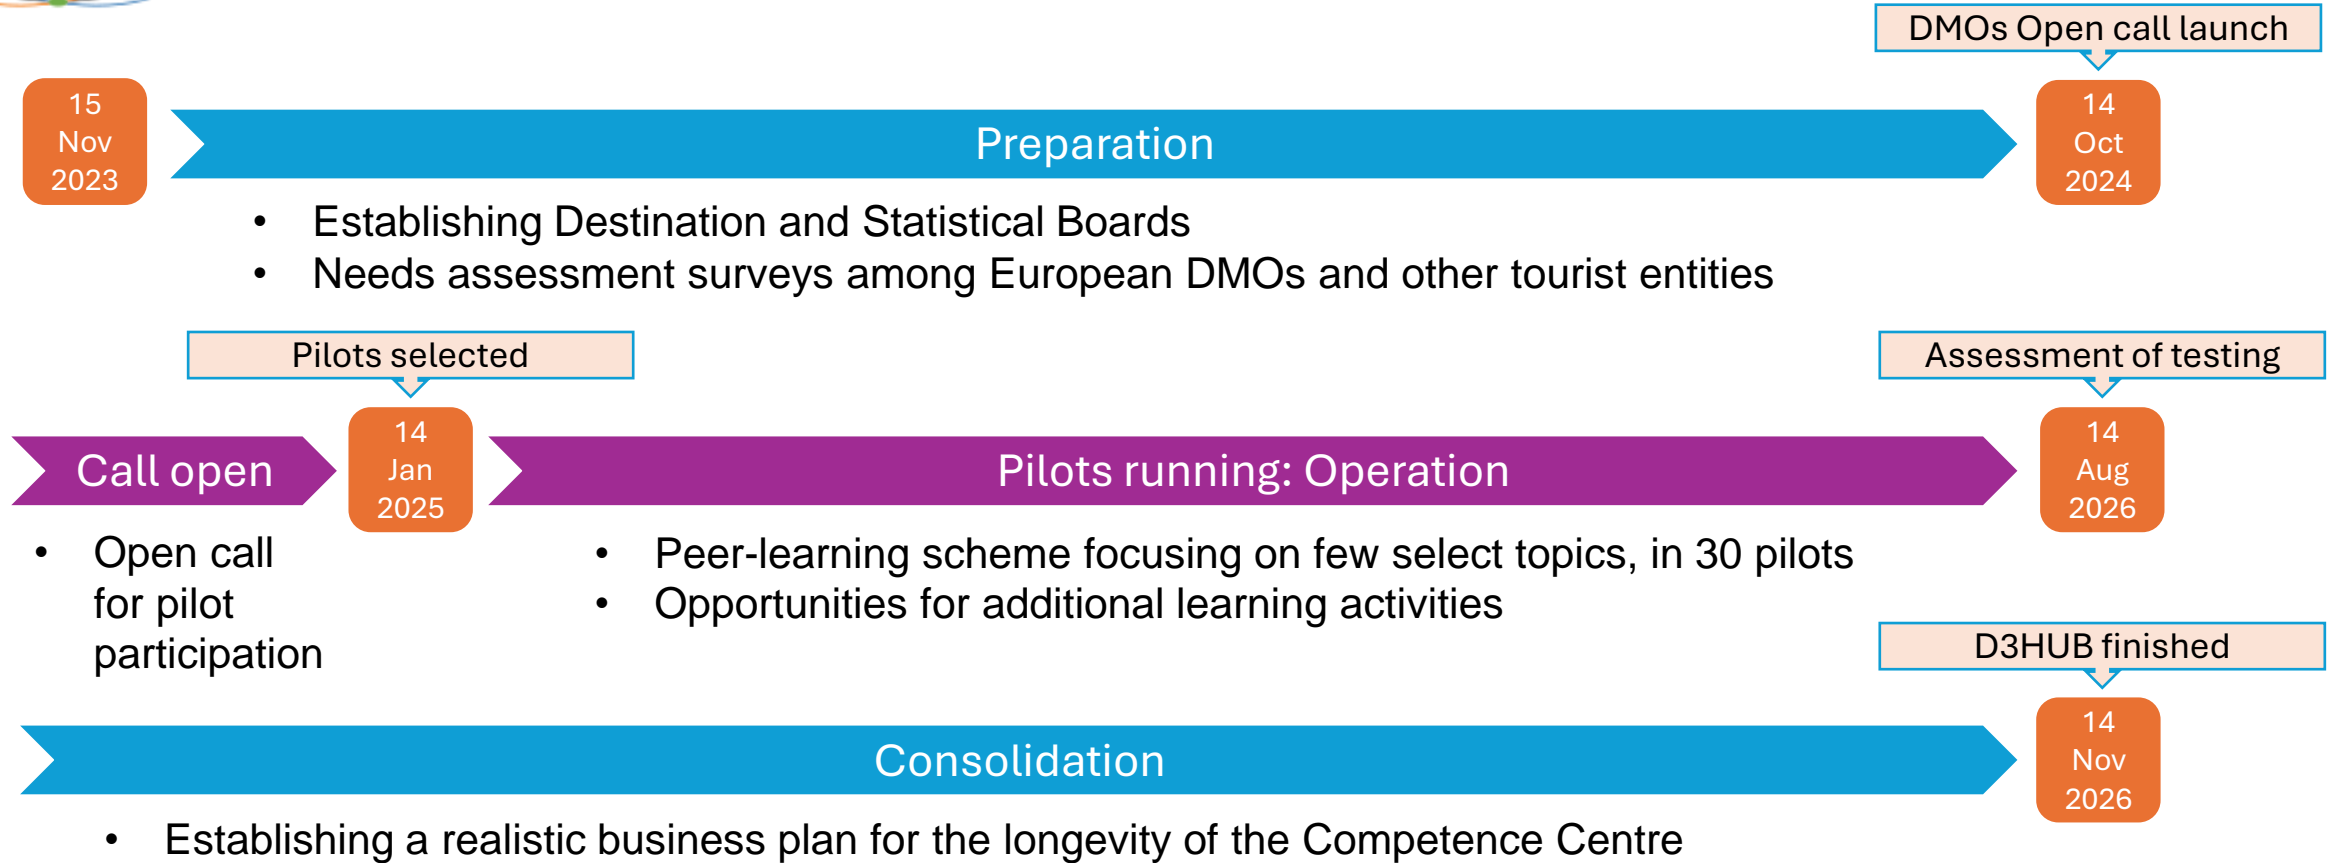 DMOs Open call launch
15
Nov
2023
Preparation
14
Oct
2024
• Establishing Destination and Statistical Boards
• Needs assessment surveys among European DMOs and other tourist entities
Pilots selected
Assessment of testing
Call open
14
Jan
2025
Pilots running: Operation
14
Aug
2026
• Open call
for pilot
participation
• Peer-learning scheme focusing on few select topics, in 30 pilots
• Opportunities for additional learning activities
D3HUB finished
Consolidation
14
Nov
2026
• Establishing a realistic business plan for the longevity of the Competence Centre